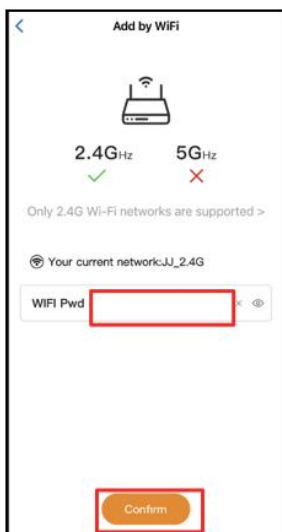 Add by WiFi
2.4GHz 5GHz
Only 2.4G Wi-Fi networks are supported >
Your current network:JJ_2.4G
WIFI Pwd
Confirm